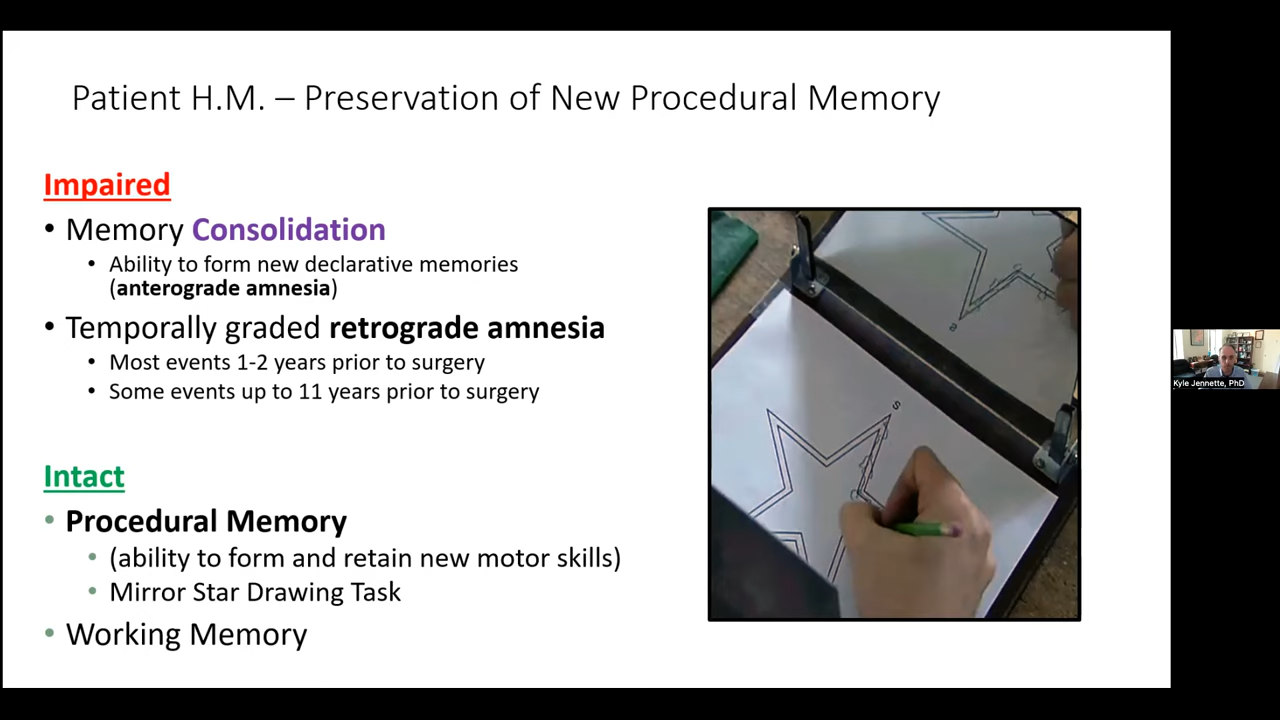 Patient H.M. – Preservation of New Procedural Memory
Impaired
• Memory Consolidation
• Ability to form new declarative memories
(anterograde amnesia)
• Temporally graded retrograde amnesia
• Most events 1-2 years prior to surgery
• Some events up to 11 years prior to surgery
Intact
• Procedural Memory
• (ability to form and retain new motor skills)
• Mirror Star Drawing Task
• Working Memory
S
Kyle Jennette, PhD